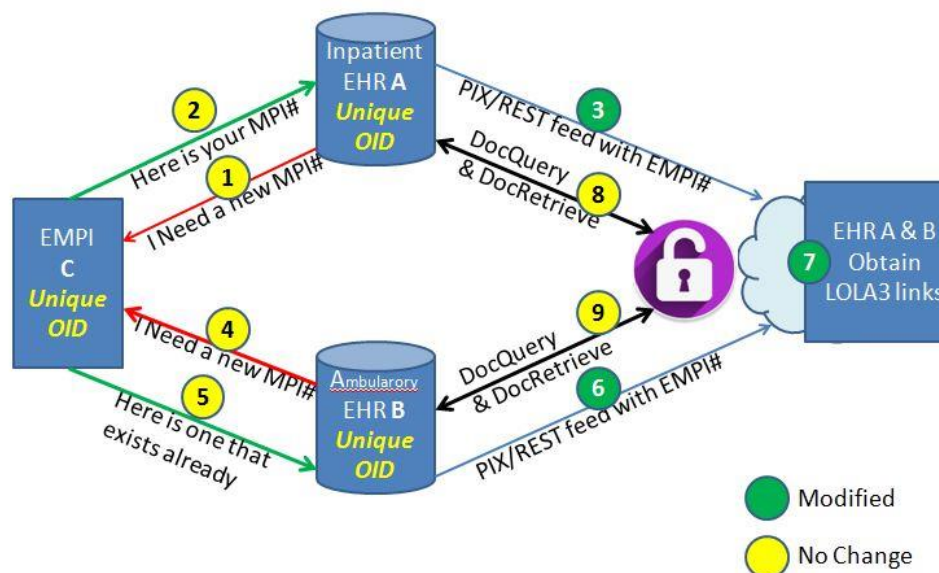 Inpatient
EHR A
Unique
OID
2
Here is your MPI#
1
I Need a new MPI#
PIX/REST feed with EMPI#
3
DocQuery
& DocRetrieve
8
EMPI
C
Unique
OID
7
EHR A & B
Obtain
LOLA3 links
4
I Need a new MPI#
5
Here is one that
exists already
Ambularory
EHR B
Unique
OID
9
DocQuery
& DocRetrieve
6
PIX/REST feed with EMPI#
Modified
No Change